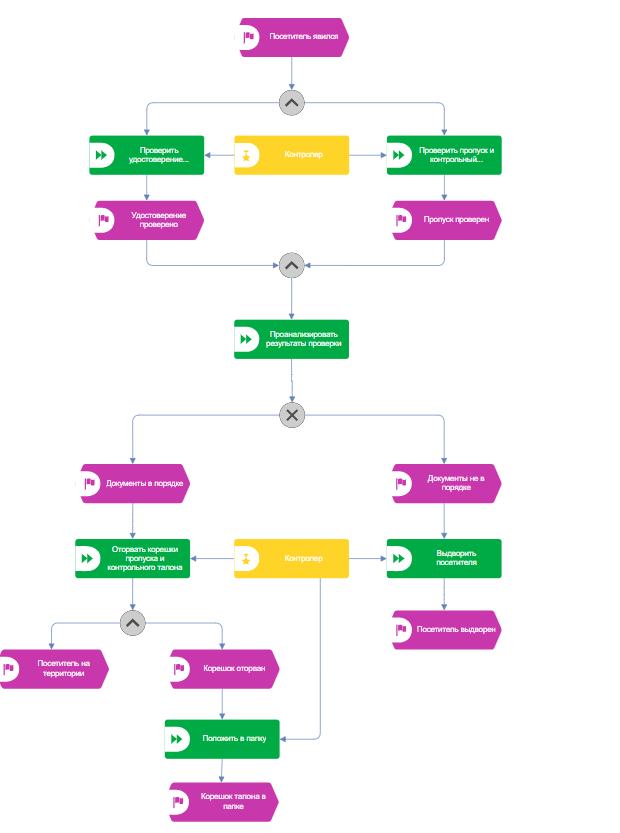 Посетитель явился
Проверить
удостоверение...
Контролер
Проверить пропуск и
контрольный...
Удостоверение
проверено
Пропуск проверен
Проанализировать
результаты проверки
Документы в порядке
Документы не в
порядке
Оторвать корешки
пропуска и
контрольного талона
Контролер
Выдворить
посетителя
Посетитель выдворен
Посетитель на
территории
Корешок оторван
Положить в папку
Корешок талона в
папке